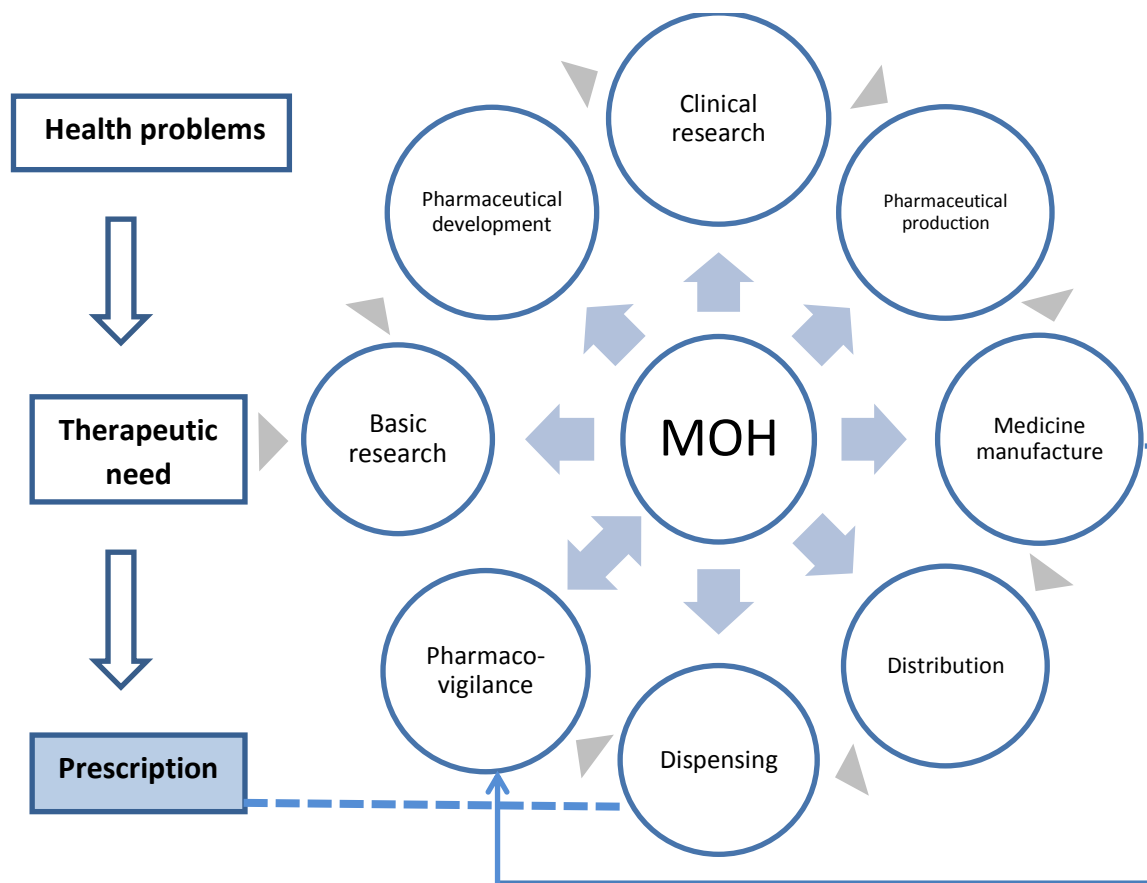 Health problems
Therapeutic
need
Prescription
Clinical
research
Pharmaceutical
development
Pharmaceutical
production
Basic
research
MOH
Medicine
manufacture
Pharmaco-
vigilance
Distribution
Dispensing